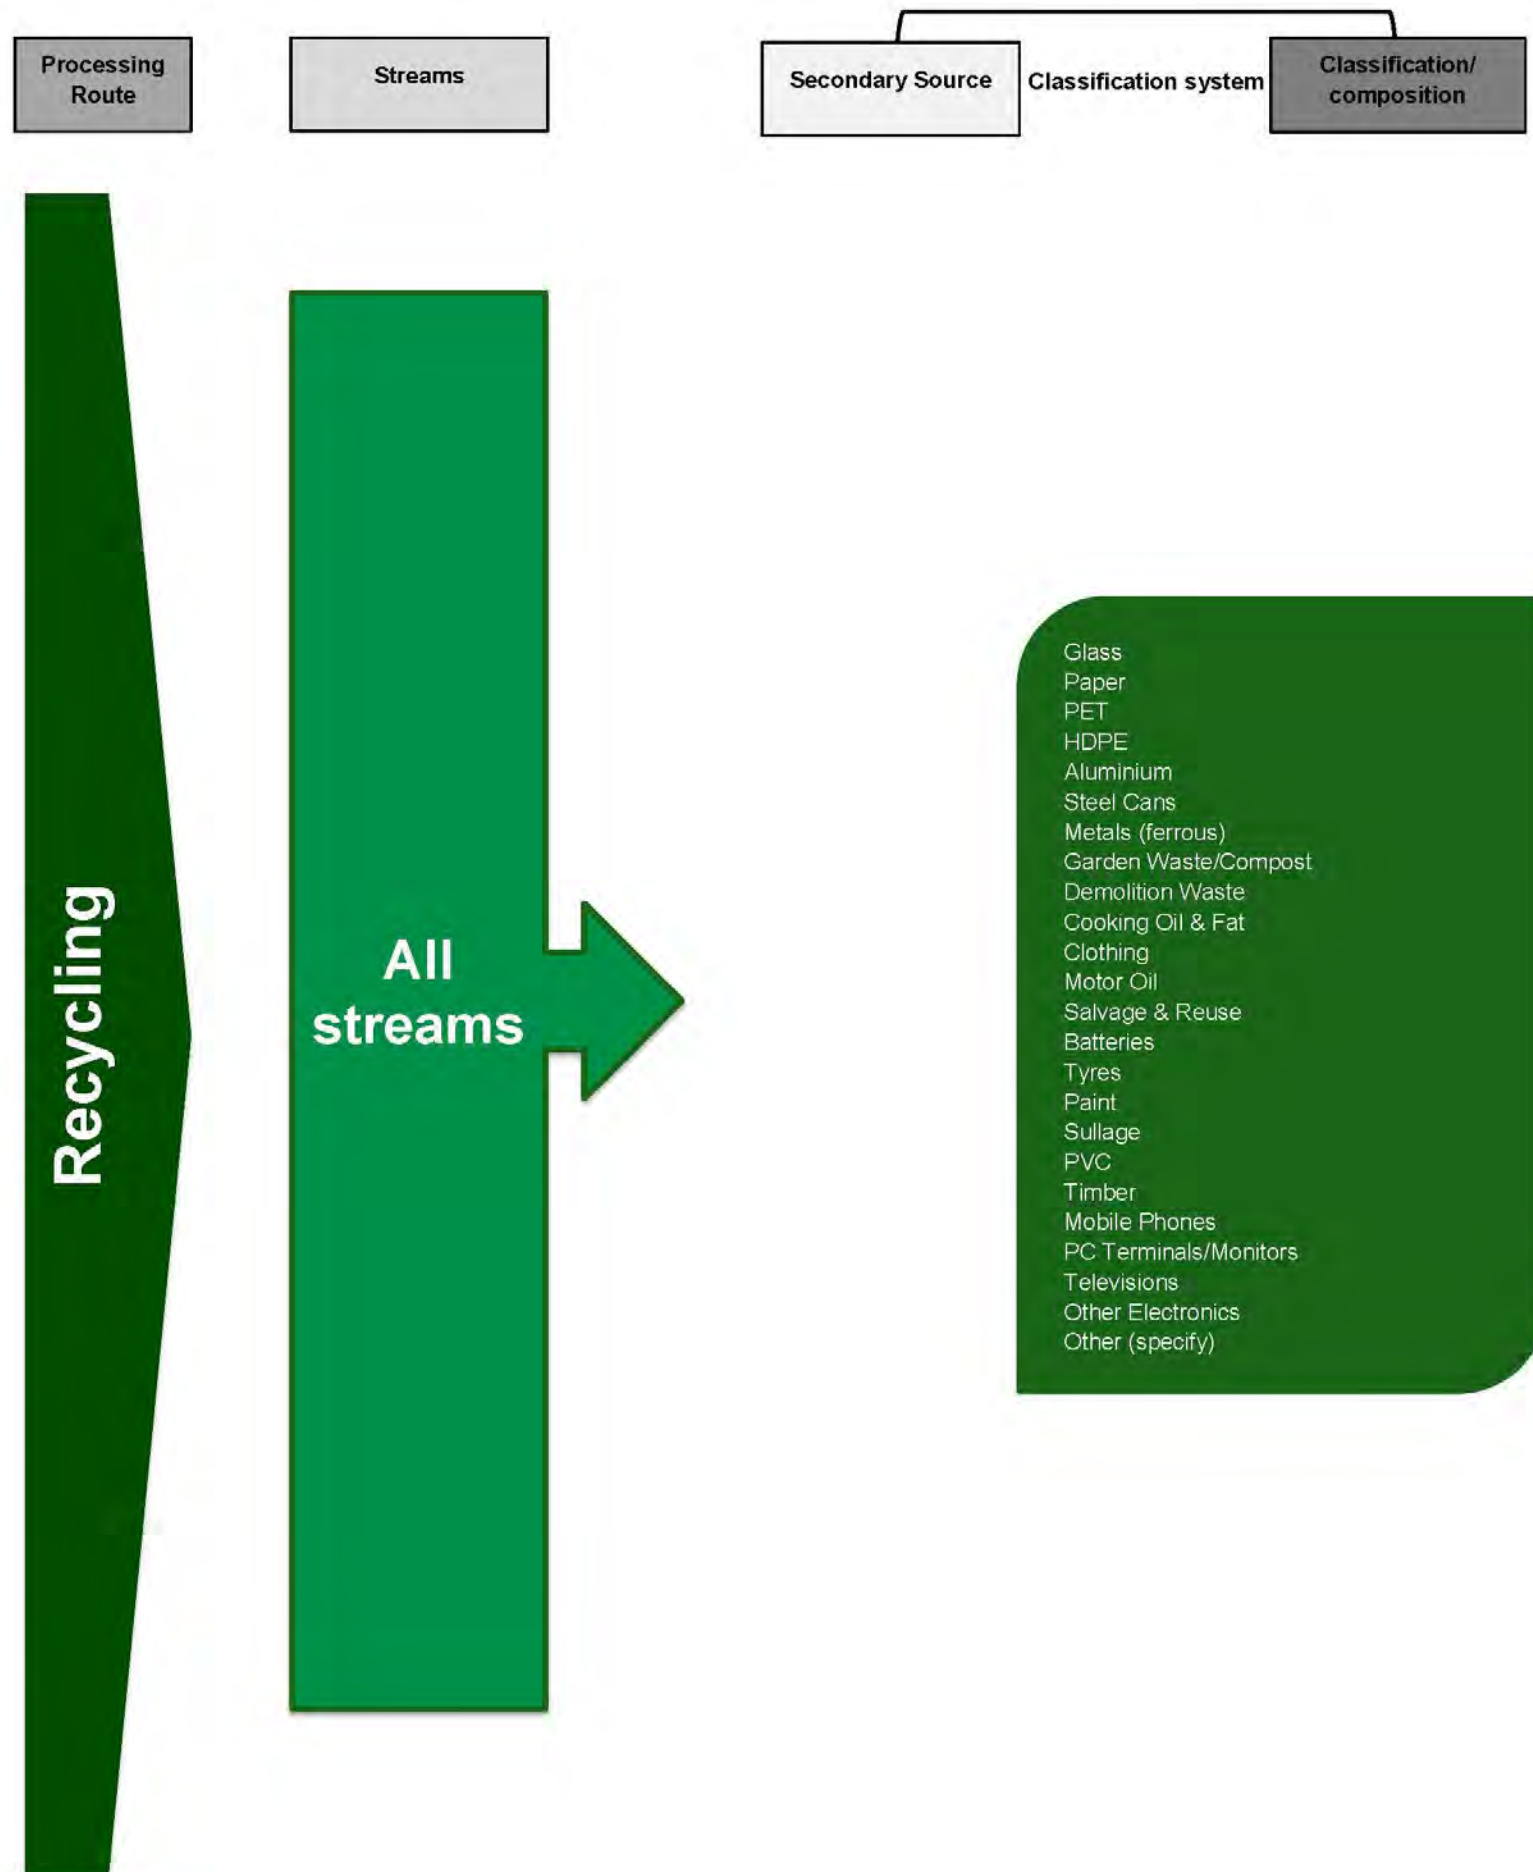 Processing
Route
Streams
Secondary Source
Classification system
Classification/
composition
Recycling
All
streams
Glass
Paper
PET
HDPE
Aluminium
Steel Cans
Metals (ferrous)
Garden Waste/Compost
Demolition Waste
Cooking Oil & Fat
Clothing
Motor Oil
Salvage & Reuse
Batteries
Tyres
Paint
Sullage
PVC
Timber
Mobile Phones
PC Terminals/Monitors
Televisions
Other Electronics
Other (specify)